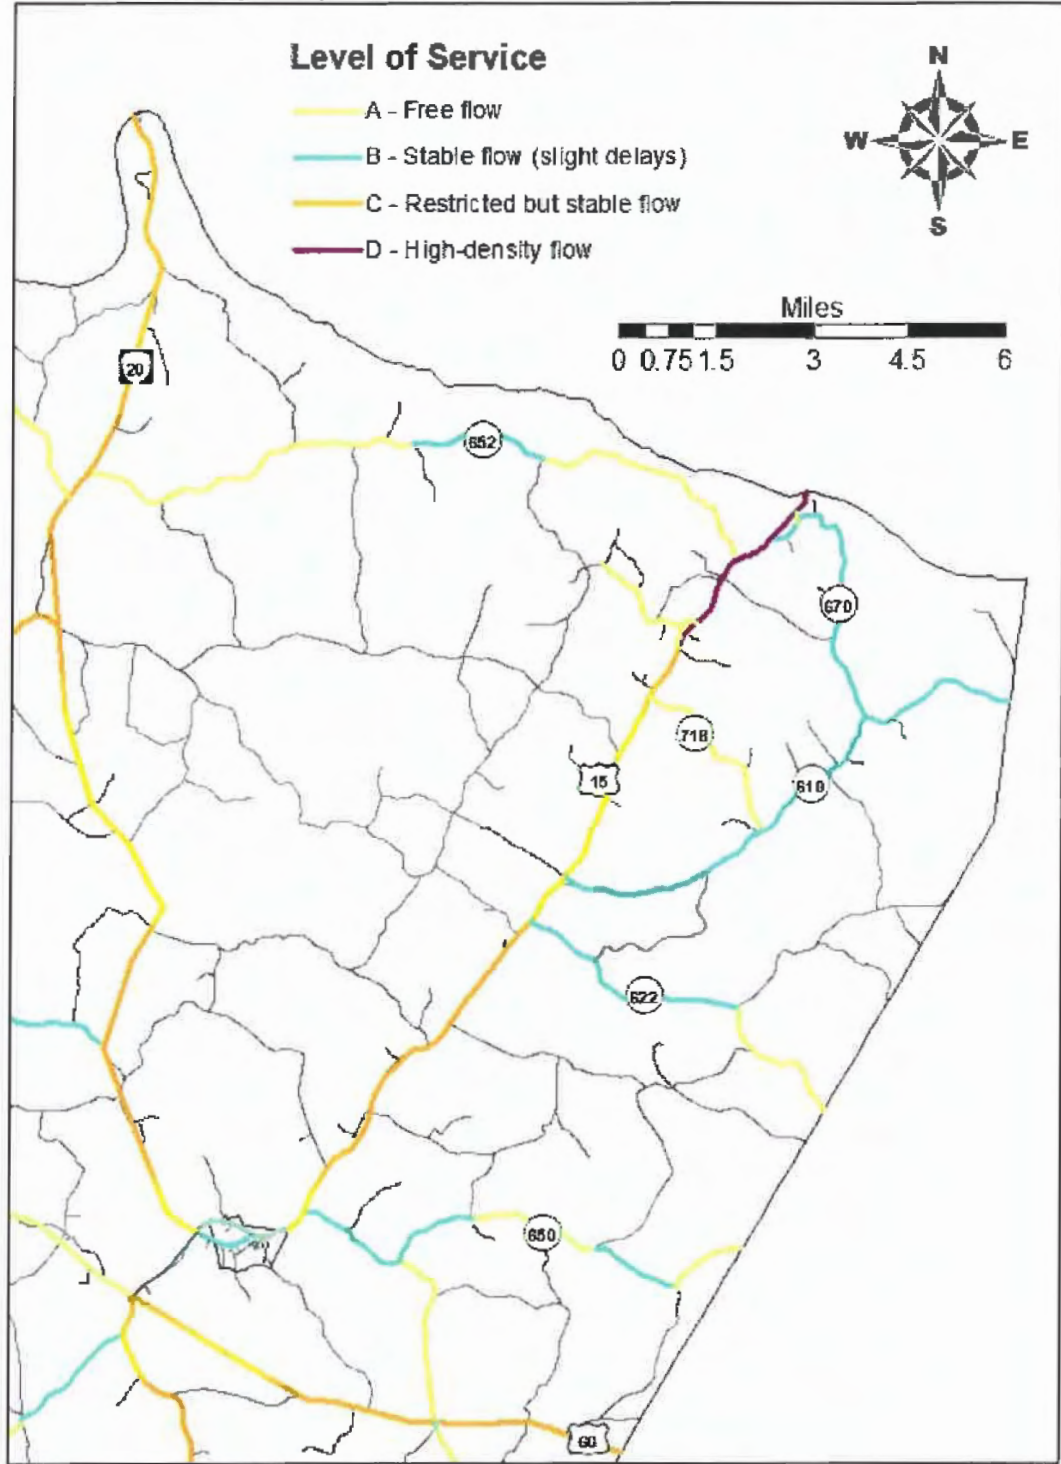 Level of Service
A - Free flow
B - Stable flow (slight delays)
C - Restricted but stable flow
D - High-density flow
N
W E
S
Miles
0 0.75 1.5 3 4.5 6
20
652
670
718
15
610
622
650
60